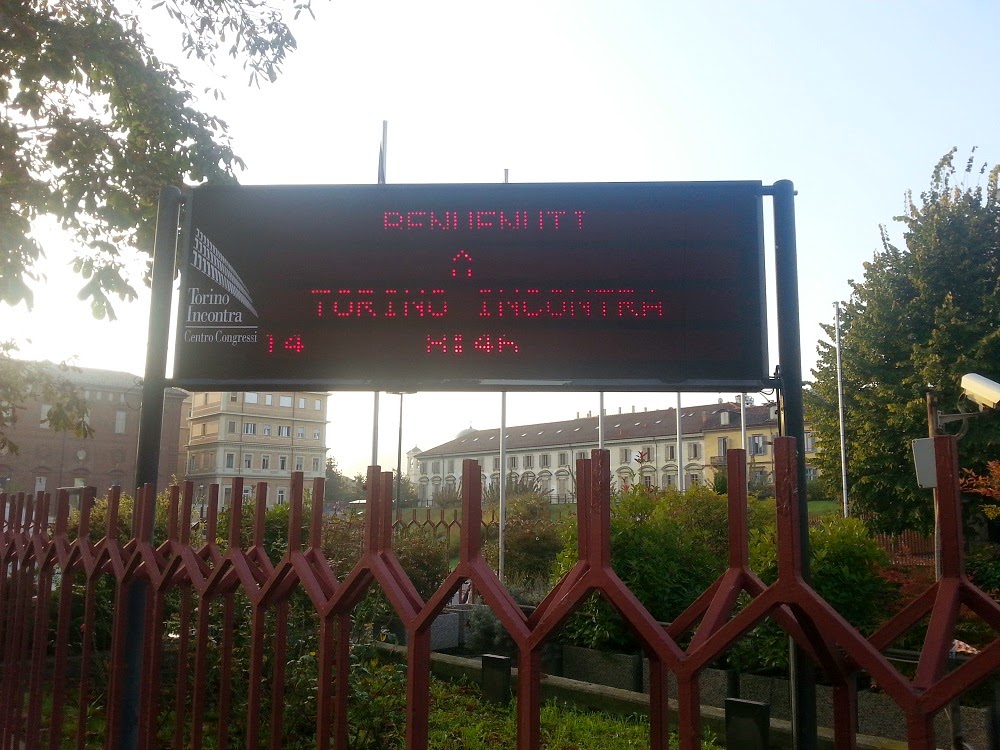 BENVENUTI
A
TORINO INCONTRA
Torino
Incontra
Centro Congressi
14